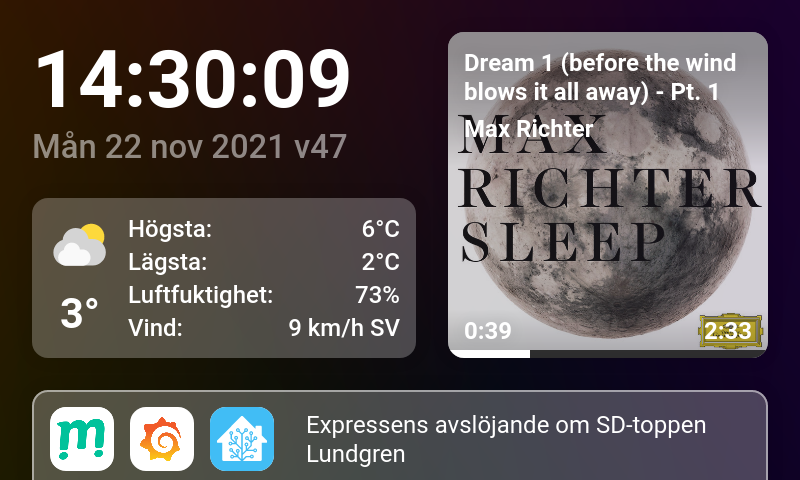 14:30:09
Mån 22 nov 2021 v47
Högsta: 6°C
Lägsta: 2°C
Luftfuktighet: 73%
Vind: 9 km/h SV
3°
Dream 1 (before the wind
blows it all away) - Pt. 1
Max Richter
MAX
RICHTER
SLEEP
0:39 2:33
m
Expressens avslöjande om SD-toppen
Lundgren